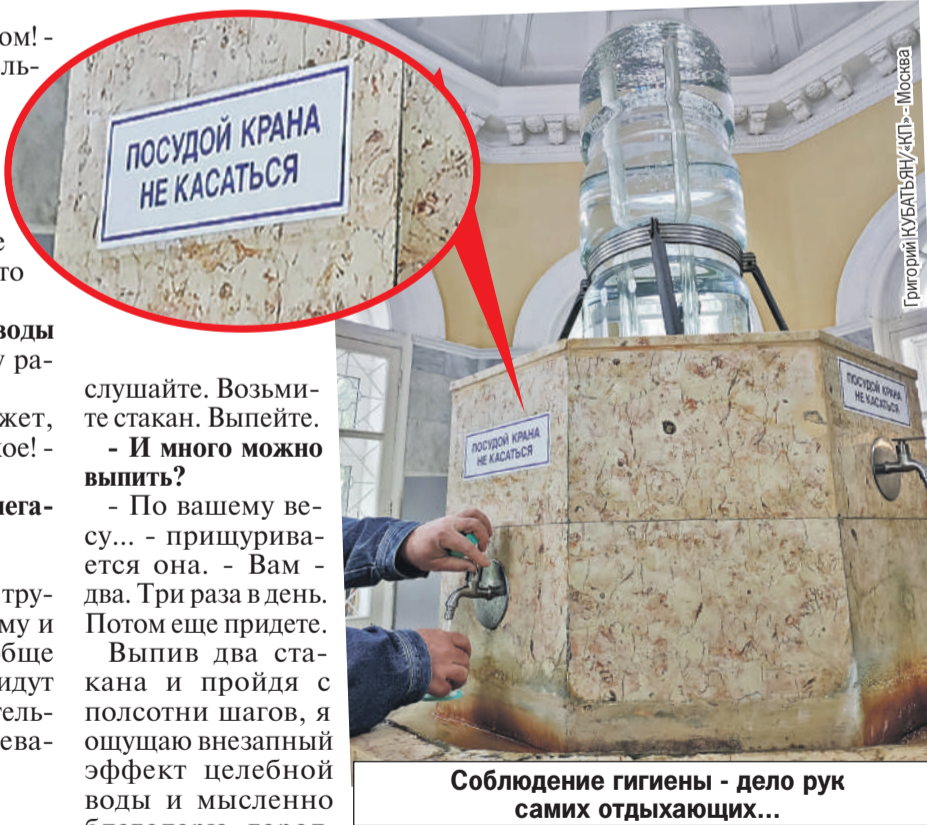 ом! -
ль-
е
то
воды
у ра-
жет,
ое! -
нега-
тру-
му и
бще
идут
тель-
ева-
ПОСУДОЙ КРАНА
НЕ КАСАТЬСЯ
слушайте. Возьми-
те стакан. Выпейте.
- И много можно
выпить?
- По вашему ве-
су... - прищурива-
ется она. - Вам -
два. Три раза в день.
Потом еще придете.
Выпив два ста-
кана и пройдя с
полсотни шагов, я
ощущаю внезапный
эффект целебной
воды и мысленно
ПОСУДОЙ КРАНА
НЕ КАСАТЬСЯ
ПОСУДОЙ КРАНА
НЕ КАСАТЬСЯ
Григорий КУБАТЬЯН/«КП» - Москва
Соблюдение гигиены - дело рук
самих отдыхающих...